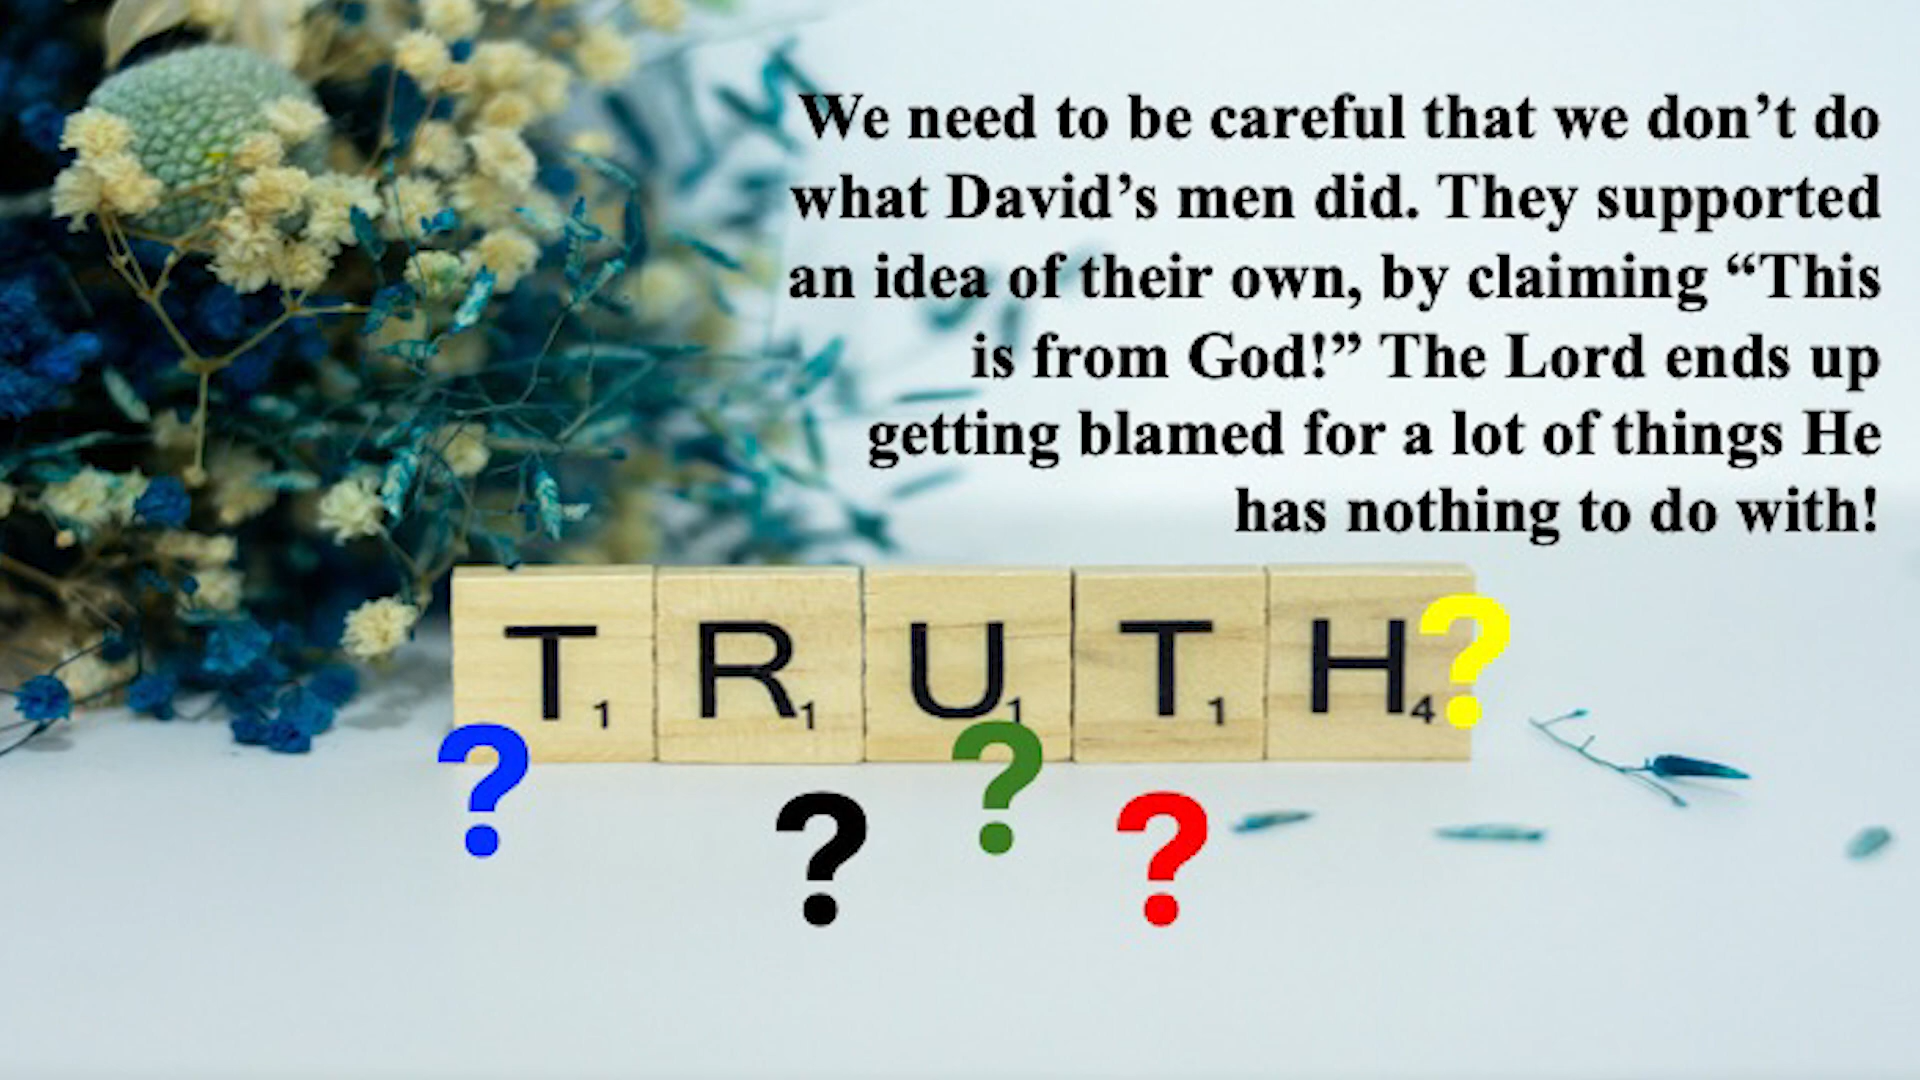 We need to be careful that we don’t do
what David’s men did. They supported
an idea of their own, by claiming “This
is from God!” The Lord ends up
getting blamed for a lot of things He
has nothing to do with!
T1 R1 U1 T1 H4 ?
? ? ? ?